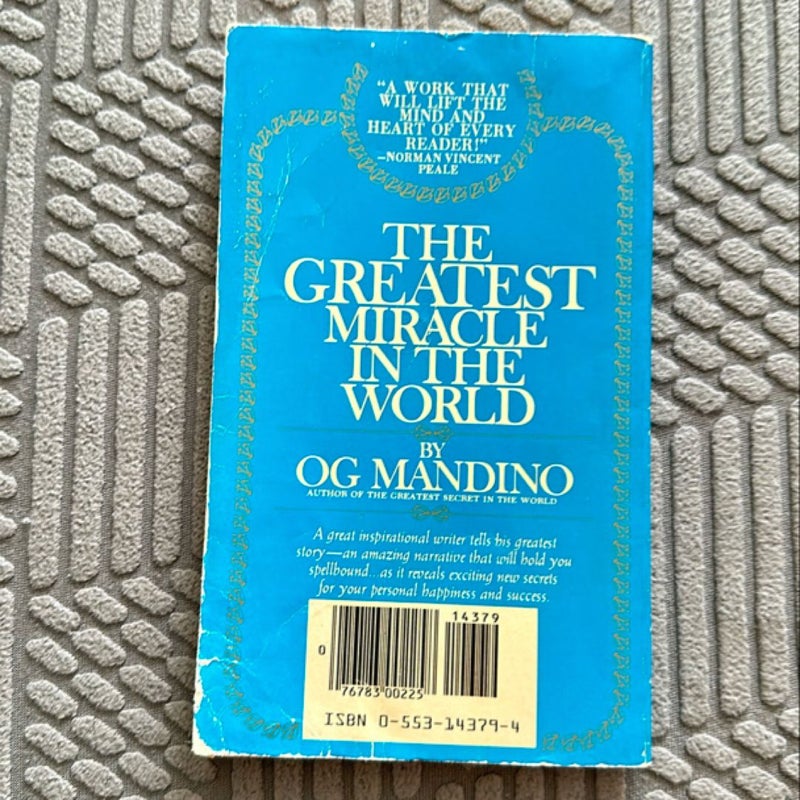 "A WORK THAT
WILL LIFT THE
MIND AND
HEART OF EVERY
READER!"
–NORMAN VINCENT
PEALE
THE
GREATEST
MIRACLE
IN THE
WORLD
BY
OG MANDINO
AUTHOR OF THE GREATEST SECRET IN THE WORLD
A great inspirational writer tells his greatest
story—an amazing narrative that will hold you
spellbound...as it reveals exciting new secrets
for your personal happiness and success.
14379
0
76783 00225
ISBN 0-553-14379-4